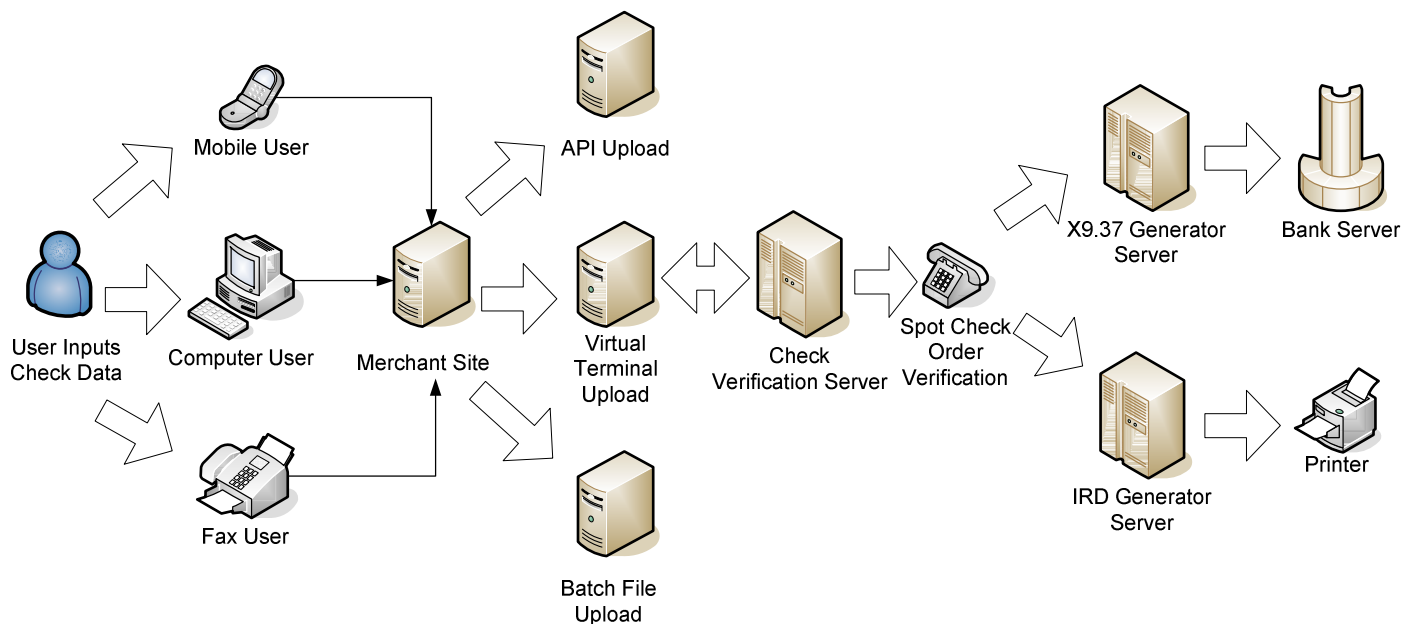 Mobile User
API Upload
X9.37 Generator
Server
Bank Server
User Inputs
Check Data
Computer User
Merchant Site
Virtual
Terminal
Upload
Check
Verification Server
Spot Check
Order
Verification
Fax User
Batch File
Upload
IRD Generator
Server
Printer